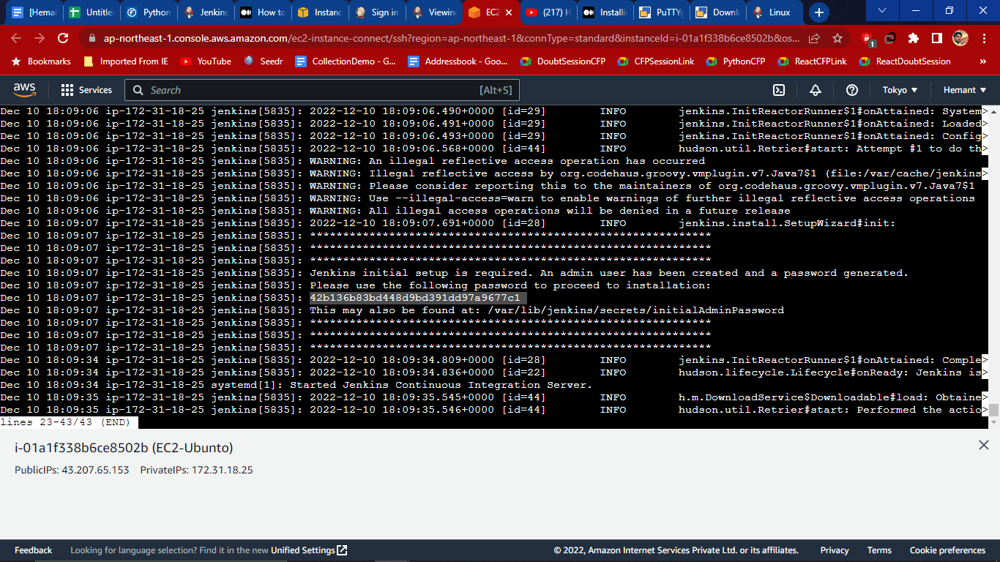 [Hemar
Untitle
Python
Jenkins
How to
Instanc
Sign in
Viewing
EC2
(217) H
Installin
PuTTYg
Downlo
Linux
ap-northeast-1.console.aws.amazon.com/ec2-instance-connect/ssh?region=ap-northeast-1&connType=standard&instanceId=i-01a1f338b6ce8502b&os...
1
Bookmarks
Imported From IE
YouTube
Seedr
CollectionDemo - G...
Addressbook - Goo...
DoubtSessionCFP
CFPSessionLink
PythonCFP
ReactCFPLink
ReactDoubtSession
»
aws
Services
Search
[Alt+S]
Tokyo
Hemant
Dec 10 18:09:06 ip-172-31-18-25 jenkins[5835]: 2022-12-10 18:09:06.490+0000 [id=29] INFO jenkins.InitReactorRunner$1#onAttained: System>
Dec 10 18:09:06 ip-172-31-18-25 jenkins[5835]: 2022-12-10 18:09:06.491+0000 [id=29] INFO jenkins.InitReactorRunner$1#onAttained: Loaded>
Dec 10 18:09:06 ip-172-31-18-25 jenkins[5835]: 2022-12-10 18:09:06.493+0000 [id=29] INFO jenkins.InitReactorRunner$1#onAttained: Config>
Dec 10 18:09:06 ip-172-31-18-25 jenkins[5835]: 2022-12-10 18:09:06.568+0000 [id=44] INFO hudson.util.Retrier#start: Attempt #1 to do th>
Dec 10 18:09:06 ip-172-31-18-25 jenkins[5835]: WARNING: An illegal reflective access operation has occurred
Dec 10 18:09:06 ip-172-31-18-25 jenkins[5835]: WARNING: Illegal reflective access by org.codehaus.groovy.vmplugin.v7.Java7$1 (file:/var/cache/jenkins>
Dec 10 18:09:06 ip-172-31-18-25 jenkins[5835]: WARNING: Please consider reporting this to the maintainers of org.codehaus.groovy.vmplugin.v7.Java7$1
Dec 10 18:09:06 ip-172-31-18-25 jenkins[5835]: WARNING: Use --illegal-access=warn to enable warnings of further illegal reflective access operations
Dec 10 18:09:06 ip-172-31-18-25 jenkins[5835]: WARNING: All illegal access operations will be denied in a future release
Dec 10 18:09:07 ip-172-31-18-25 jenkins[5835]: 2022-12-10 18:09:07.691+0000 [id=28] INFO jenkins.install.SetupWizard#init:
Dec 10 18:09:07 ip-172-31-18-25 jenkins[5835]: *************************************************************
Dec 10 18:09:07 ip-172-31-18-25 jenkins[5835]: *************************************************************
Dec 10 18:09:07 ip-172-31-18-25 jenkins[5835]: *************************************************************
Dec 10 18:09:07 ip-172-31-18-25 jenkins[5835]: Jenkins initial setup is required. An admin user has been created and a password generated.
Dec 10 18:09:07 ip-172-31-18-25 jenkins[5835]: Please use the following password to proceed to installation:
Dec 10 18:09:07 ip-172-31-18-25 jenkins[5835]: 42b136b83bd448d9bd391dd97a9677c1
Dec 10 18:09:07 ip-172-31-18-25 jenkins[5835]: This may also be found at: /var/lib/jenkins/secrets/initialAdminPassword
Dec 10 18:09:07 ip-172-31-18-25 jenkins[5835]: *************************************************************
Dec 10 18:09:07 ip-172-31-18-25 jenkins[5835]: *************************************************************
Dec 10 18:09:07 ip-172-31-18-25 jenkins[5835]: *************************************************************
Dec 10 18:09:34 ip-172-31-18-25 jenkins[5835]: 2022-12-10 18:09:34.809+0000 [id=28] INFO jenkins.InitReactorRunner$1#onAttained: Comple>
Dec 10 18:09:34 ip-172-31-18-25 jenkins[5835]: 2022-12-10 18:09:34.836+0000 [id=22] INFO hudson.lifecycle.Lifecycle#onReady: Jenkins is>
Dec 10 18:09:34 ip-172-31-18-25 systemd[1]: Started Jenkins Continuous Integration Server.
Dec 10 18:09:35 ip-172-31-18-25 jenkins[5835]: 2022-12-10 18:09:35.545+0000 [id=44] INFO h.m.DownloadService$Downloadable#load: Obtaine>
Dec 10 18:09:35 ip-172-31-18-25 jenkins[5835]: 2022-12-10 18:09:35.546+0000 [id=44] INFO hudson.util.Retrier#start: Performed the actio>
lines 23-43/43 (END)
i-01a1f338b6ce8502b (EC2-Ubunto)
PublicIPs: 43.207.65.153 PrivateIPs: 172.31.18.25
Feedback
Looking for language selection? Find it in the new Unified Settings
© 2022, Amazon Internet Services Private Ltd. or its affiliates.
Privacy
Terms
Cookie preferences